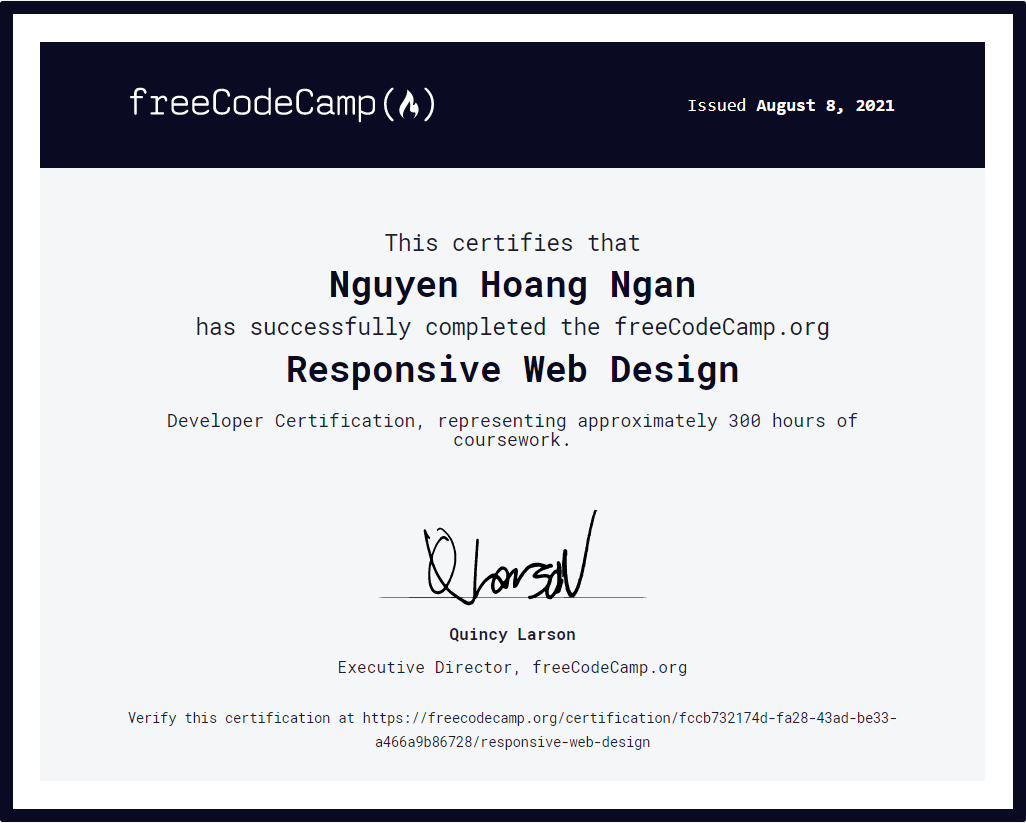 freeCodeCamp(🔥)
Issued August 8, 2021
This certifies that
Nguyen Hoang Ngan
has successfully completed the freeCodeCamp.org
Responsive Web Design
Developer Certification, representing approximately 300 hours of
coursework.
Q Larson
Quincy Larson
Executive Director, freeCodeCamp.org
Verify this certification at https://freecodecamp.org/certification/fccb732174d-fa28-43ad-be33-
a466a9b86728/responsive-web-design